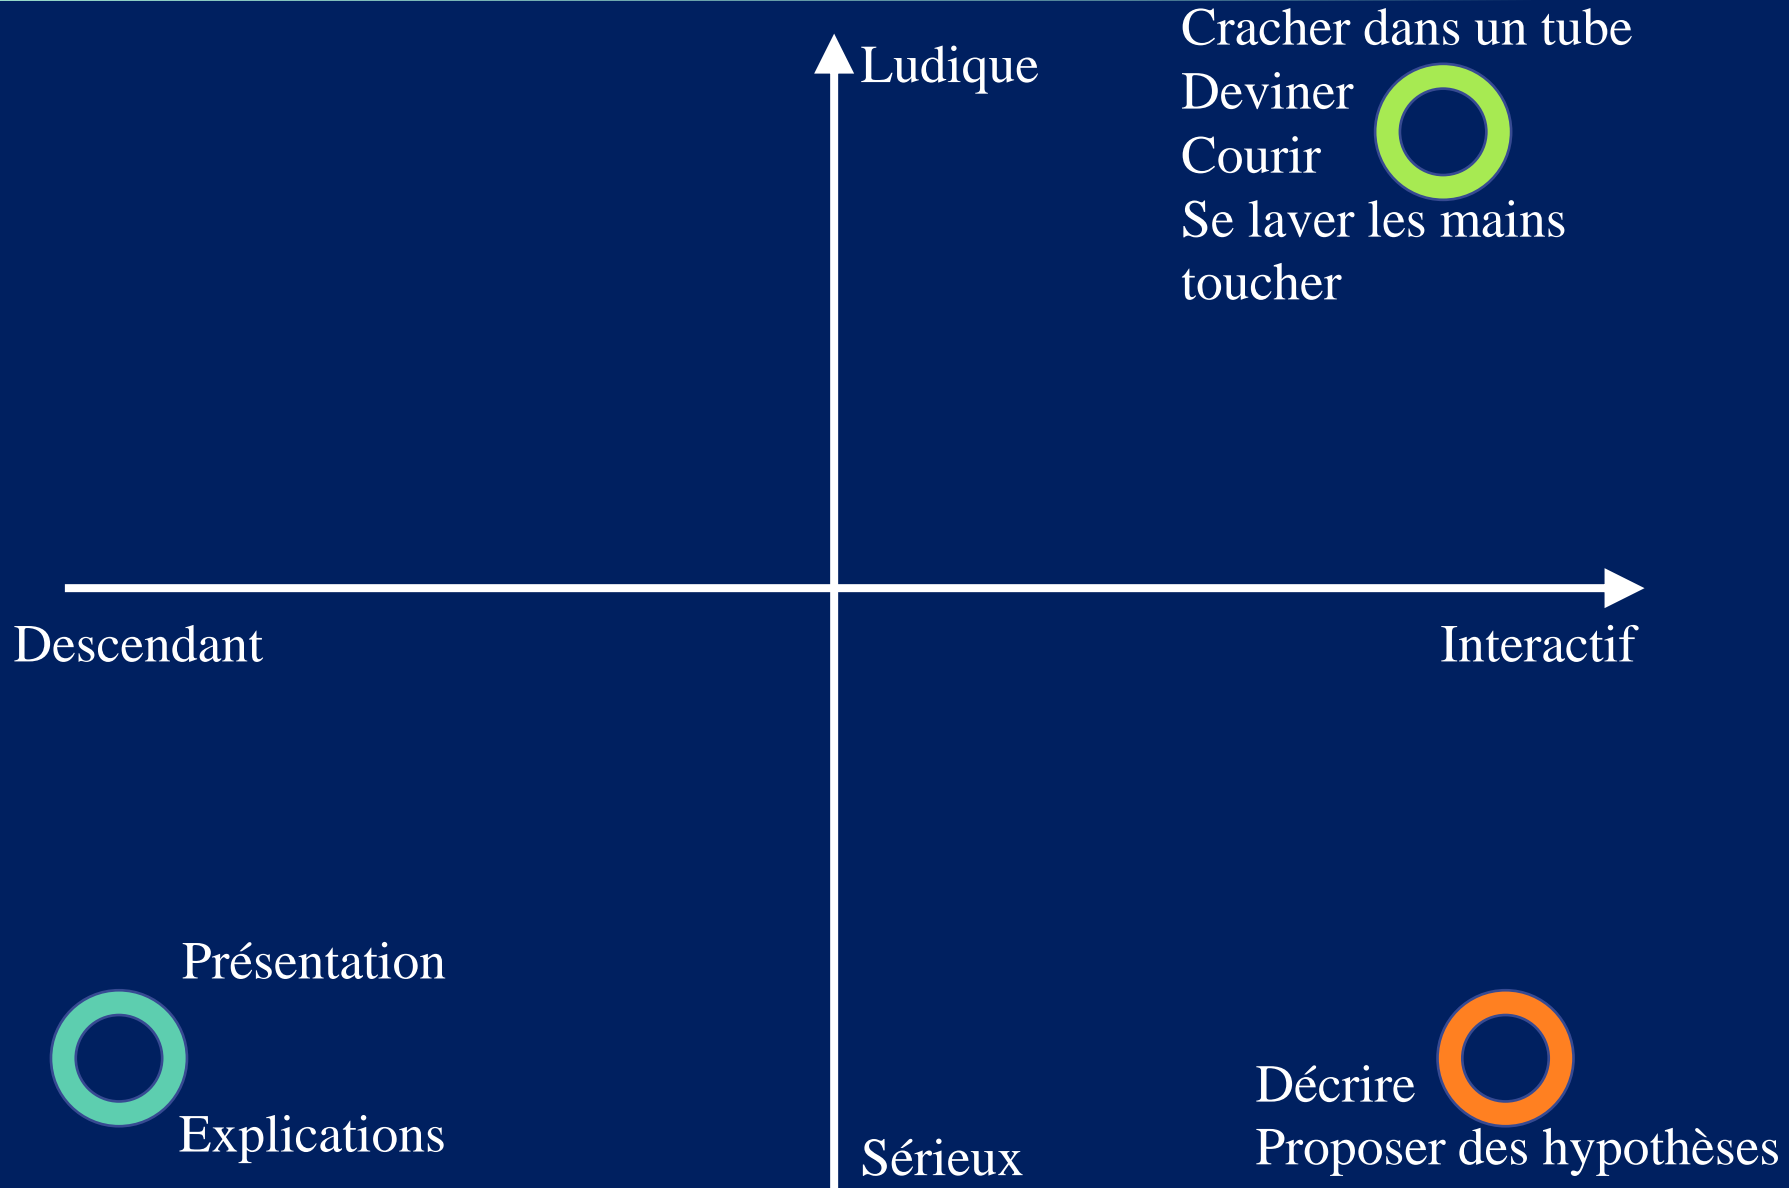 Cracher dans un tube
Ludique
Deviner
Courir
Se laver les mains
toucher
Descendant
Interactif
Présentation
Explications
Décrire
Proposer des hypothèses
Sérieux